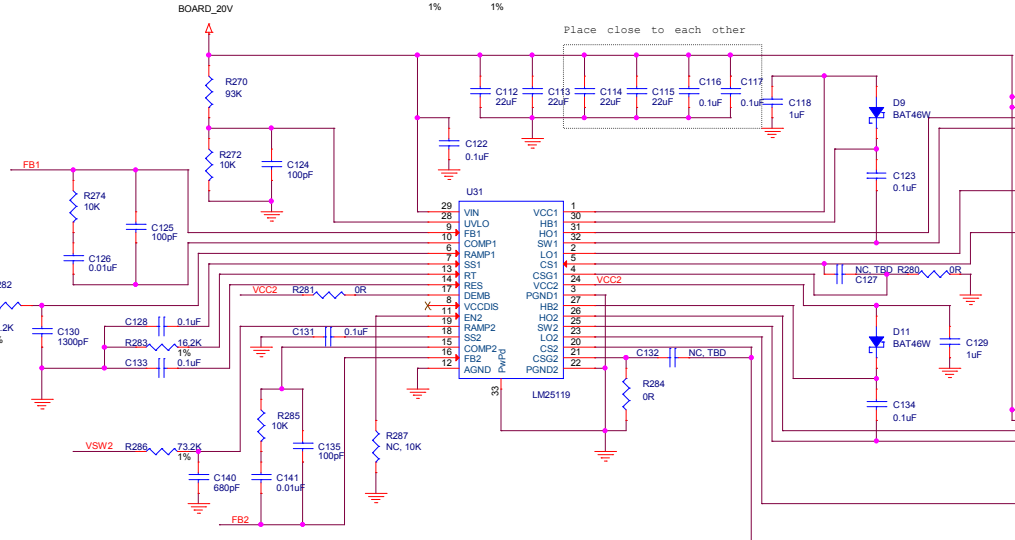 1%
1%
BOARD_20V
Place close to each other
R270
93K
C112
22uF
C113
22uF
C114
22uF
C115
22uF
C116
0.1uF
C117
0.1uF
C118
1uF
D9
BAT46W
C122
0.1uF
R272
10K
C124
100pF
C123
0.1uF
FB1
R274
10K
C125
100pF
C126
0.01uF
U31
29 VIN
28 UVLO
9 FB1
10 COMP1
6 RAMP1
7 SS1
13 RT
14 RES
17 DEMB
8 VCCDIS
11 EN2
19 RAMP2
18 SS2
15 COMP2
16 FB2
12 AGND
VCC1 1
HB1 30
HO1 31
SW1 32
LO1 2
CS1 5
CSG1 4
VCC2 24
PGND1 3
HB2 27
HO2 26
SW2 25
LO2 23
CS2 20
CSG2 21
PGND2 22
PwPd
33
LM25119
NC, TBD
C127
R280
0R
VCC2
VCC2
R281
0R
282
.2K
%
C130
1300pF
C128
0.1uF
R283
16.2K
1%
C133
0.1uF
C131
0.1uF
C132
NC, TBD
R284
0R
D11
BAT46W
C129
1uF
C134
0.1uF
R285
10K
C135
100pF
R287
NC, 10K
VSW2
R286
73.2K
1%
C140
680pF
C141
0.01uF
FB2